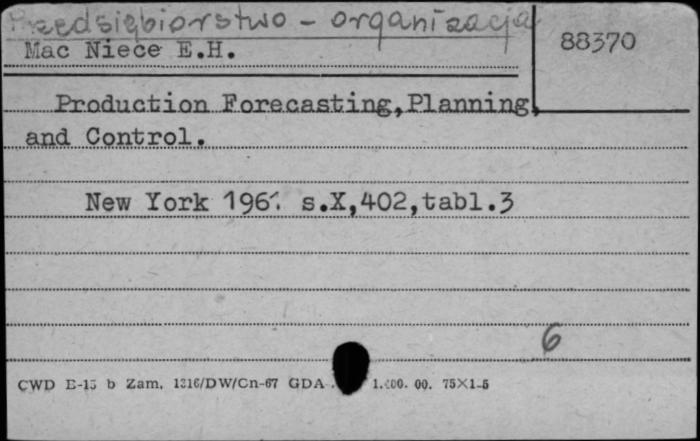 Przedsiębiorstwo - organizacja
Mac Niece E.H.
88370
Production Forecasting,Planning,
and Control.
New York 1961. s.X,402,tabl.3
6
CWD E-15 b Zam. 1316/DW/Cn-67 GDA 1.000.00. 75X1-5